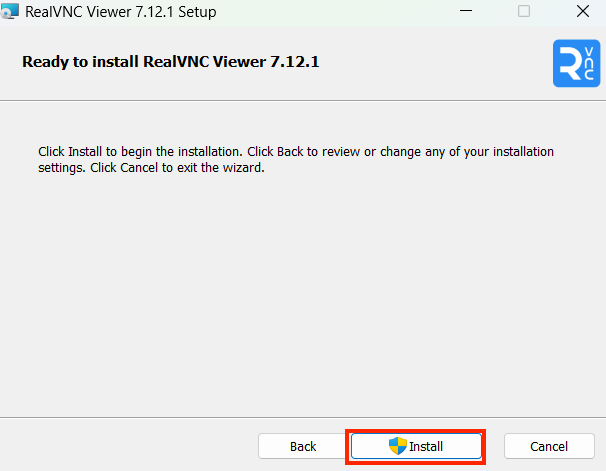 RealVNC Viewer 7.12.1 Setup
Ready to install RealVNC Viewer 7.12.1
R vnc
Click Install to begin the installation. Click Back to review or change any of your installation
settings. Click Cancel to exit the wizard.
Back
Install
Cancel